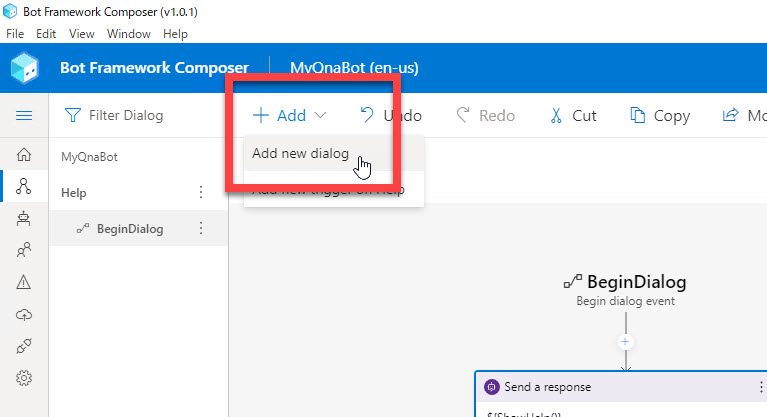 Bot Framework Composer (v1.0.1)
File Edit View Window Help
Bot Framework Composer MyQnaBot (en-us)
Filter Dialog
Add Undo Redo Cut Copy Mo
MyQnaBot
Add new dialog
Help
Add new trigger on Help
BeginDialog
BeginDialog
Begin dialog event
Send a response
${ShowHelp()}